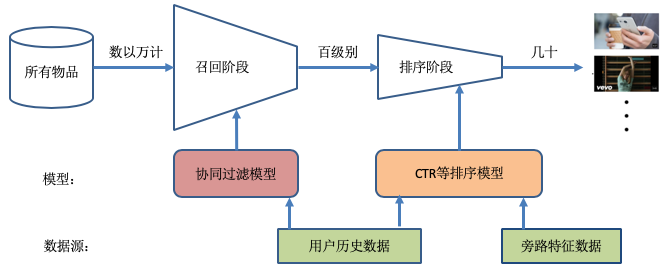 所有物品
数以万计
召回阶段
百级别
排序阶段
几十
vevo
模型：
协同过滤模型
CTR等排序模型
数据源：
用户历史数据
旁路特征数据